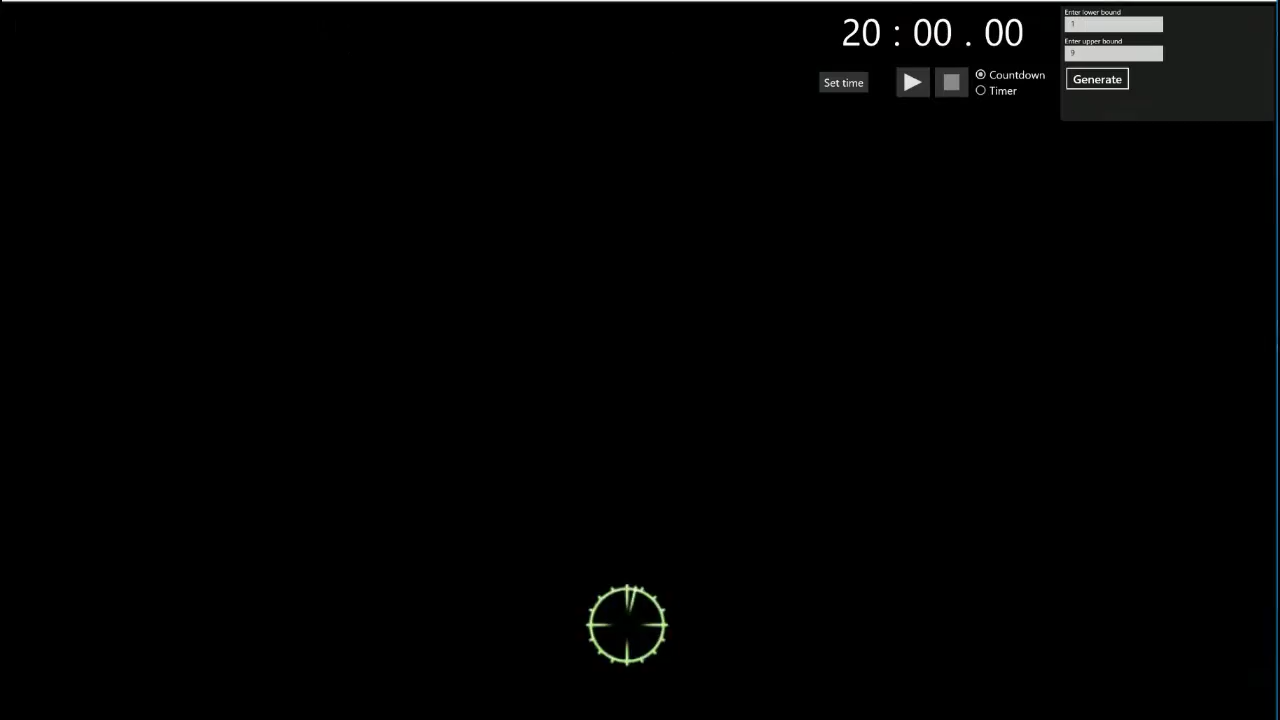 20 : 00 . 00
Set time
Countdown
Timer
Enter lower bound
1
Enter upper bound
9
Generate